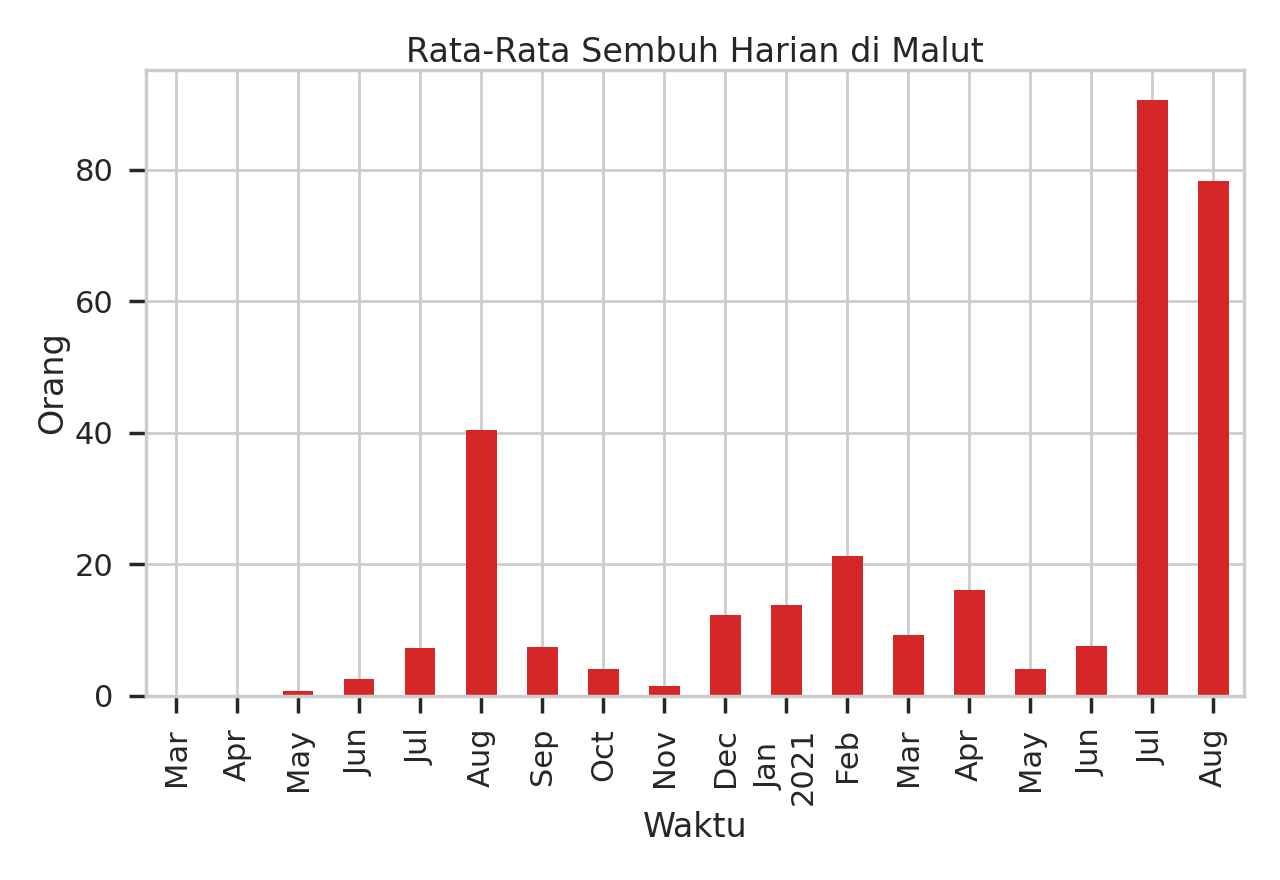 Rata-Rata Sembuh Harian di Malut
80
60
40
20
0
Orang
Mar
Apr
May
Jun
Jul
Aug
Sep
Oct
Nov
Dec
Jan
2021
Feb
Mar
Apr
May
Jun
Jul
Aug
Waktu